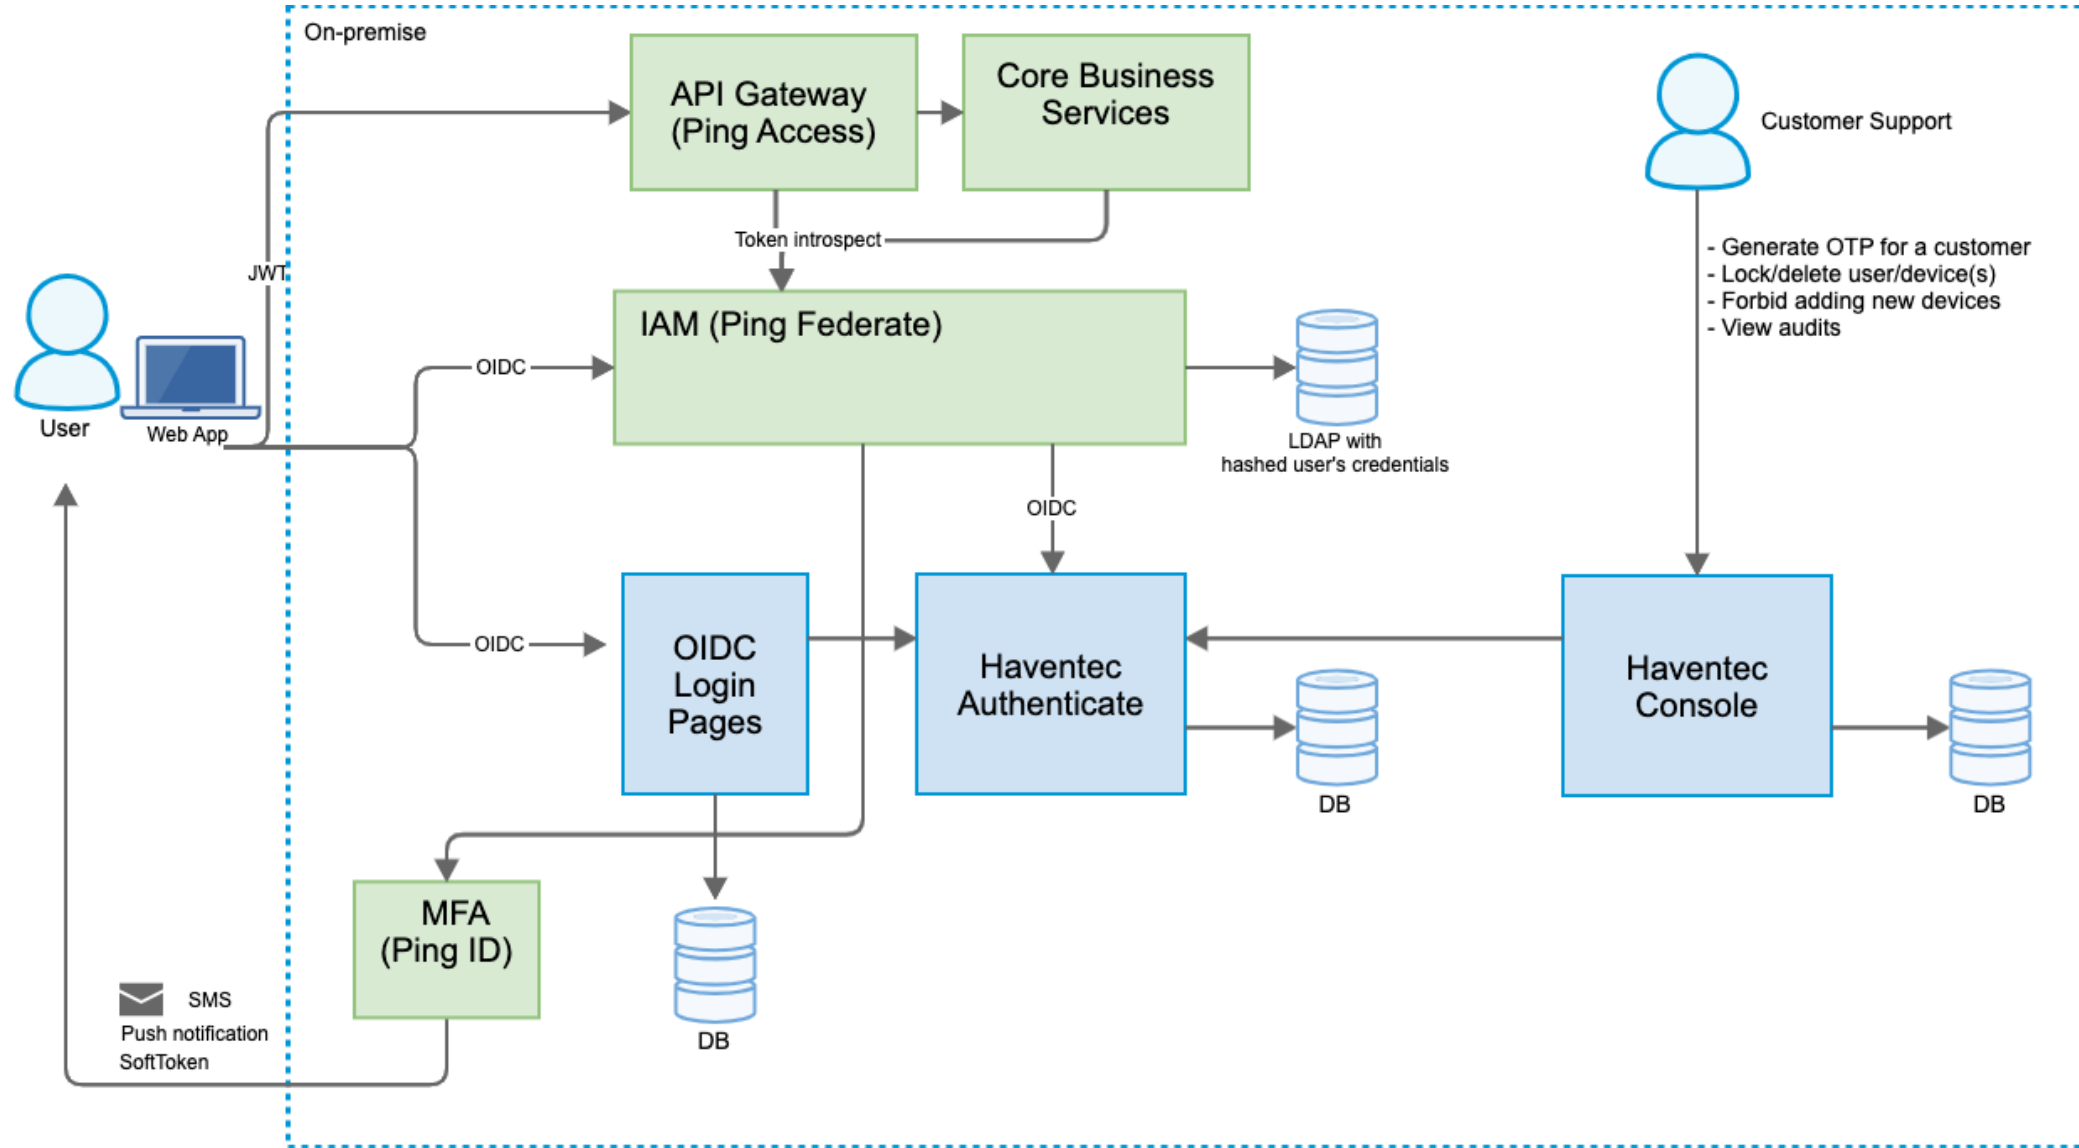 On-premise
API Gateway
(Ping Access)
Core Business
Services
Customer Support
Token introspect
- Generate OTP for a customer
- Lock/delete user/device(s)
- Forbid adding new devices
- View audits
JWT
IAM (Ping Federate)
OIDC
User
Web App
LDAP with
hashed user's credentials
OIDC
OIDC
OIDC
Login
Pages
Haventec
Authenticate
Haventec
Console
DB
DB
MFA
(Ping ID)
SMS
Push notification
SoftToken
DB